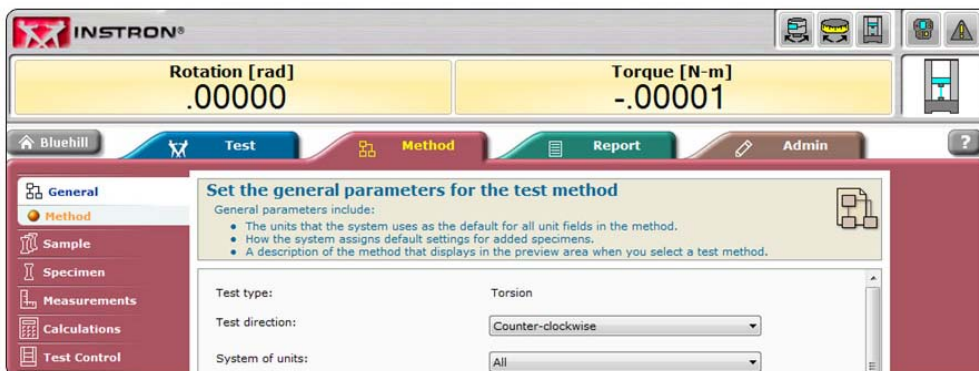 INSTRON®
Rotation [rad]
.00000
Torque [N-m]
-.00001
Bluehill
Test
Method
Report
Admin
?
General
Method
Sample
Specimen
Measurements
Calculations
Test Control
Set the general parameters for the test method
General parameters include:
• The units that the system uses as the default for all unit fields in the method.
• How the system assigns default settings for added specimens.
• A description of the method that displays in the preview area when you select a test method.
Test type: Torsion
Test direction: Counter-clockwise
System of units: All